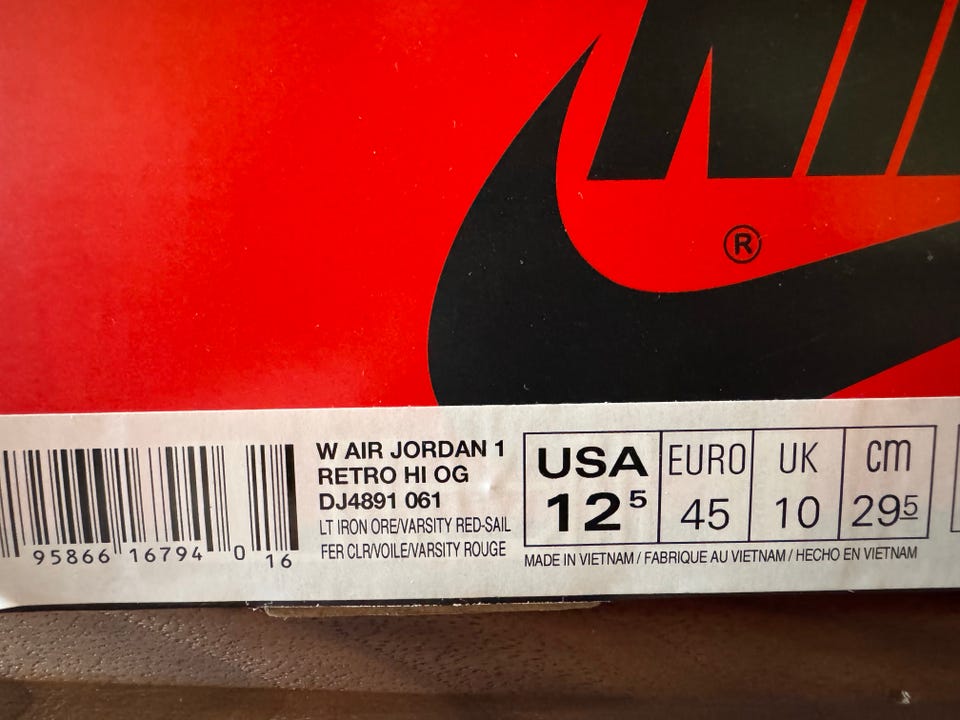 NI
®
95866 16794 0 16
W AIR JORDAN 1
RETRO HI OG
DJ4891 061
LT IRON ORE/VARSITY RED-SAIL
FER CLR/VOILE/VARSITY ROUGE
USA EURO UK cm
12⁵ 45 10 29⁵
MADE IN VIETNAM / FABRIQUE AU VIETNAM / HECHO EN VIETNAM